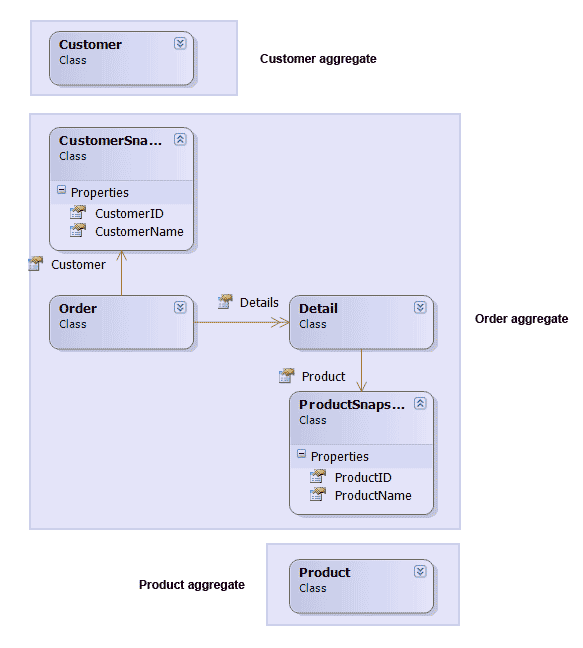 Customer
Class
Customer aggregate
CustomerSna...
Class
Properties
CustomerID
CustomerName
Customer
Order
Class
Details
Detail
Class
Order aggregate
Product
ProductSnaps...
Class
Properties
ProductID
ProductName
Product aggregate
Product
Class